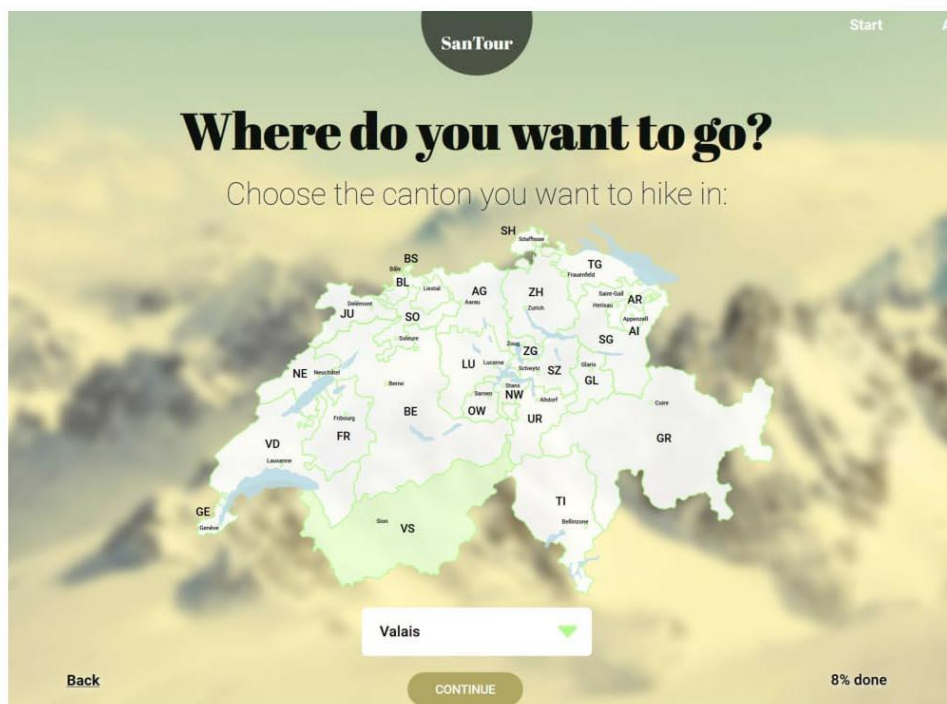 SanTour
Start
A
Where do you want to go?
Choose the canton you want to hike in:
SH
Schaffhouse
BS
Bâle
TG
Frauenfeld
BL
Liestal
AG
Aarau
ZH
Zurich
Saint-Gall
AR
Herisau
Delémont
JU
SO
Soleure
Appenzell
AI
SG
Zoug
ZG
NE
Neuchâtel
LU
Lucerne
Schwytz
SZ
Glaris
GL
Berne
BE
Stans
NW
Sarnen
OW
Altdorf
UR
Coire
GR
Fribourg
FR
VD
Lausanne
GE
Genève
Sion
VS
TI
Bellinzone
Valais
Back
CONTINUE
8% done